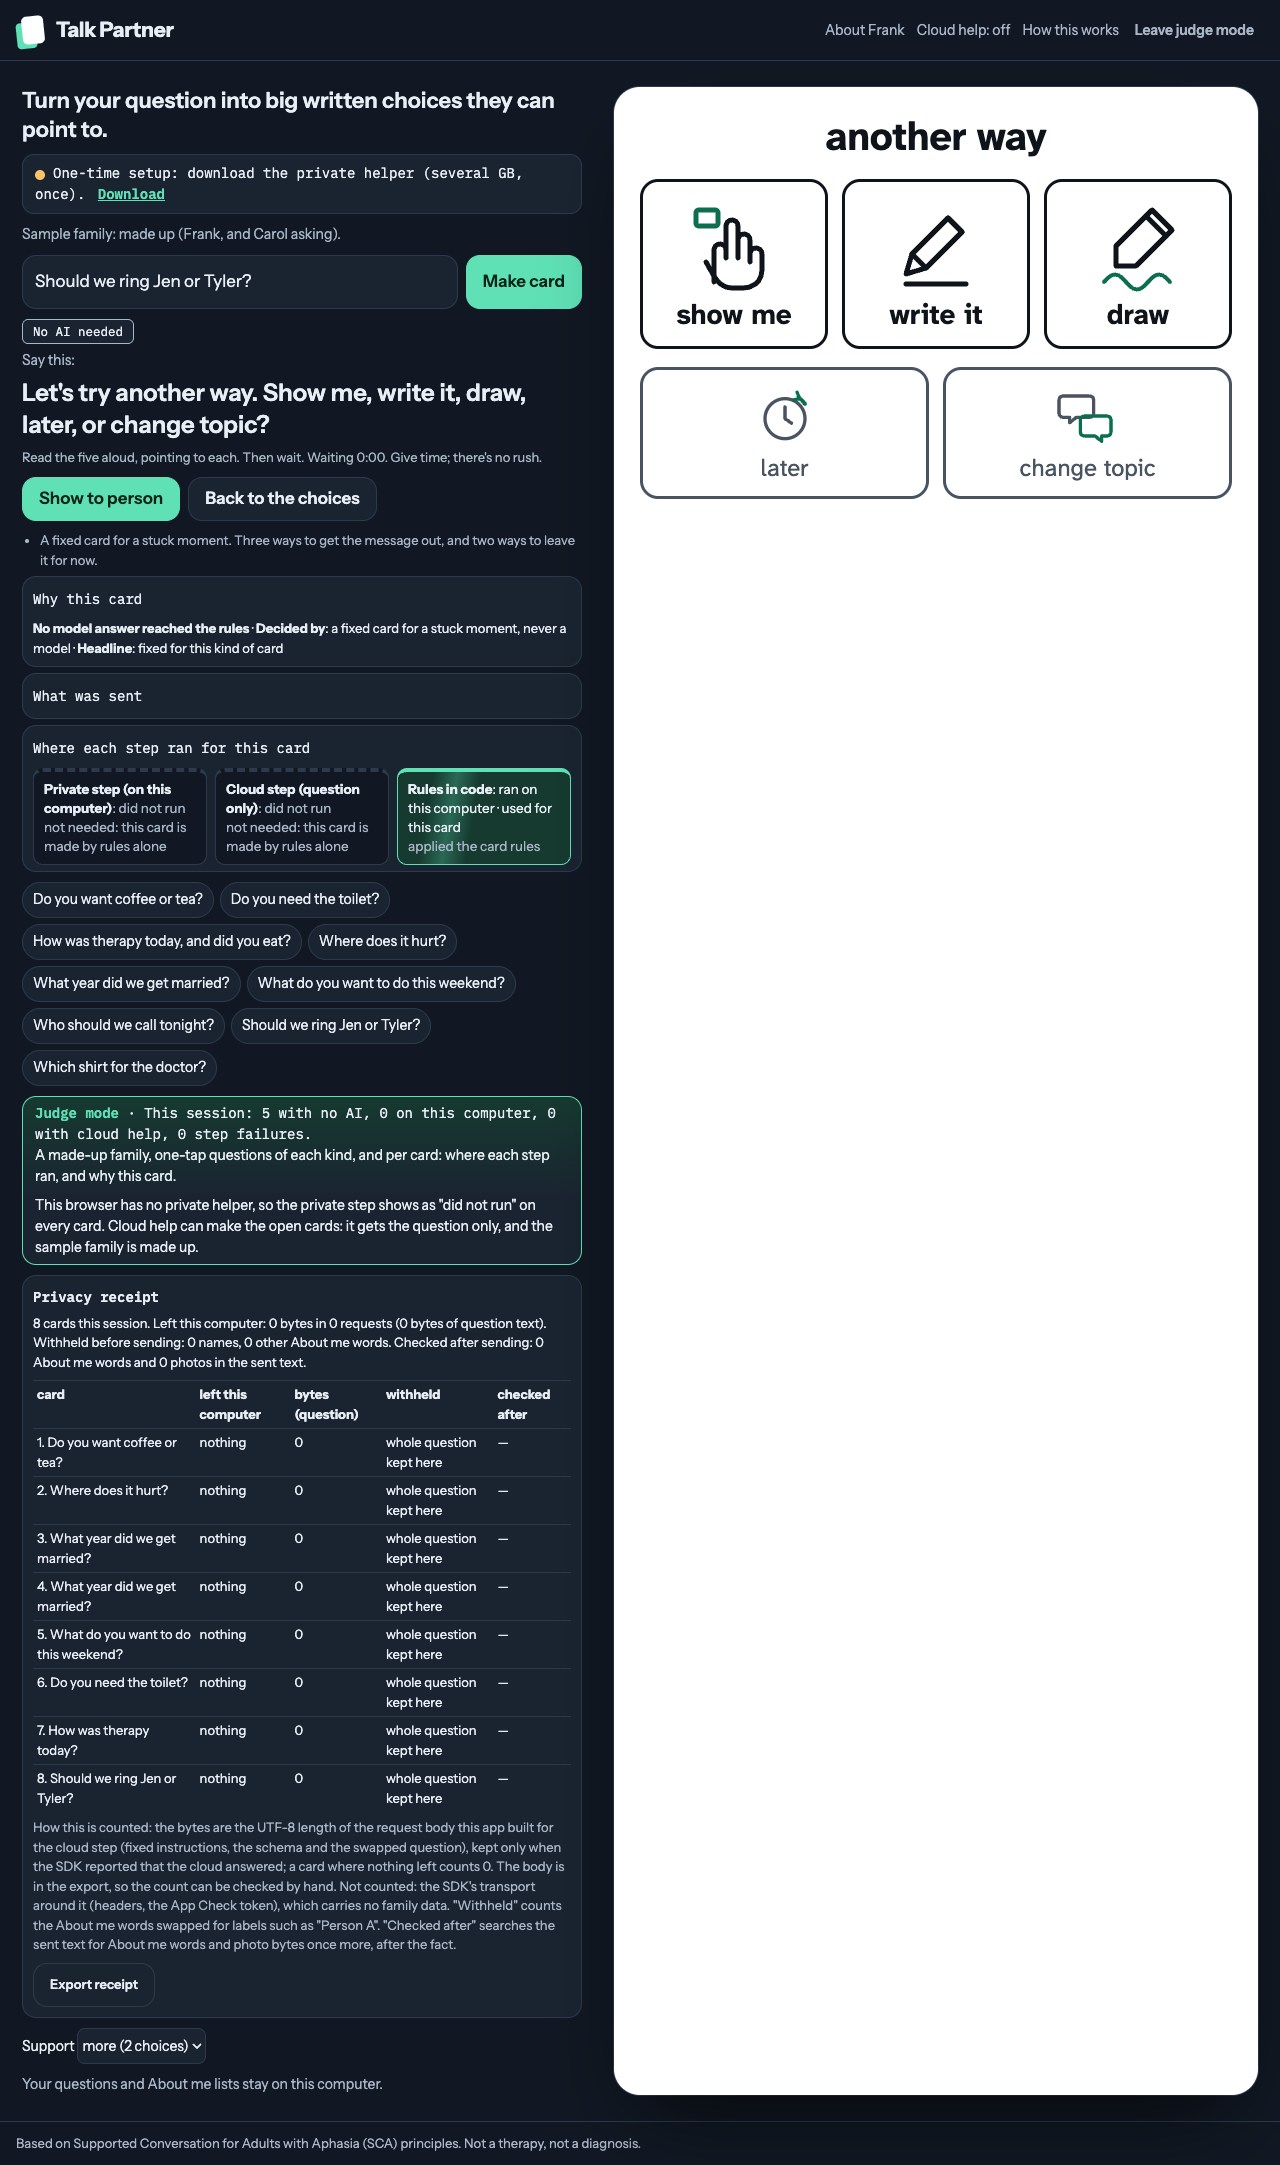 Talk Partner
About Frank Cloud help: off How this works Leave judge mode
Turn your question into big written choices they can
point to.
One-time setup: download the private helper (several GB,
once). Download
Sample family: made up (Frank, and Carol asking).
Should we ring Jen or Tyler?
Make card
No AI needed
Say this:
Let's try another way. Show me, write it, draw,
later, or change topic?
Read the five aloud, pointing to each. Then wait. Waiting 0:00. Give time; there's no rush.
Show to person
Back to the choices
• A fixed card for a stuck moment. Three ways to get the message out, and two ways to leave
it for now.
Why this card
No model answer reached the rules · Decided by: a fixed card for a stuck moment, never a
model · Headline: fixed for this kind of card
What was sent
Where each step ran for this card
Private step (on this
computer): did not run
not needed: this card is
made by rules alone
Cloud step (question
only): did not run
not needed: this card is
made by rules alone
Rules in code: ran on
this computer · used for
this card
applied the card rules
Do you want coffee or tea?
Do you need the toilet?
How was therapy today, and did you eat?
Where does it hurt?
What year did we get married?
What do you want to do this weekend?
Who should we call tonight?
Should we ring Jen or Tyler?
Which shirt for the doctor?
Judge mode · This session: 5 with no AI, 0 on this computer, 0
with cloud help, 0 step failures.
A made-up family, one-tap questions of each kind, and per card: where each step
ran, and why this card.
This browser has no private helper, so the private step shows as "did not run" on
every card. Cloud help can make the open cards: it gets the question only, and the
sample family is made up.
Privacy receipt
8 cards this session. Left this computer: 0 bytes in 0 requests (0 bytes of question text).
Withheld before sending: 0 names, 0 other About me words. Checked after sending: 0
About me words and 0 photos in the sent text.
card left this bytes withheld checked
computer (question) after
1. Do you want coffee or nothing 0 whole question —
tea? kept here
2. Where does it hurt? nothing 0 whole question —
kept here
3. What year did we get nothing 0 whole question —
married? kept here
4. What year did we get nothing 0 whole question —
married? kept here
5. What do you want to do nothing 0 whole question —
this weekend? kept here
6. Do you need the toilet? nothing 0 whole question —
kept here
7. How was therapy nothing 0 whole question —
today? kept here
8. Should we ring Jen or nothing 0 whole question —
Tyler? kept here
How this is counted: the bytes are the UTF-8 length of the request body this app built for
the cloud step (fixed instructions, the schema and the swapped question), kept only when
the SDK reported that the cloud answered; a card where nothing left counts 0. The body is
in the export, so the count can be checked by hand. Not counted: the SDK's transport
around it (headers, the App Check token), which carries no family data. "Withheld" counts
the About me words swapped for labels such as "Person A". "Checked after" searches the
sent text for About me words and photo bytes once more, after the fact.
Export receipt
Support more (2 choices)
Your questions and About me lists stay on this computer.
another way
show me
write it
draw
later
change topic
Based on Supported Conversation for Adults with Aphasia (SCA) principles. Not a therapy, not a diagnosis.